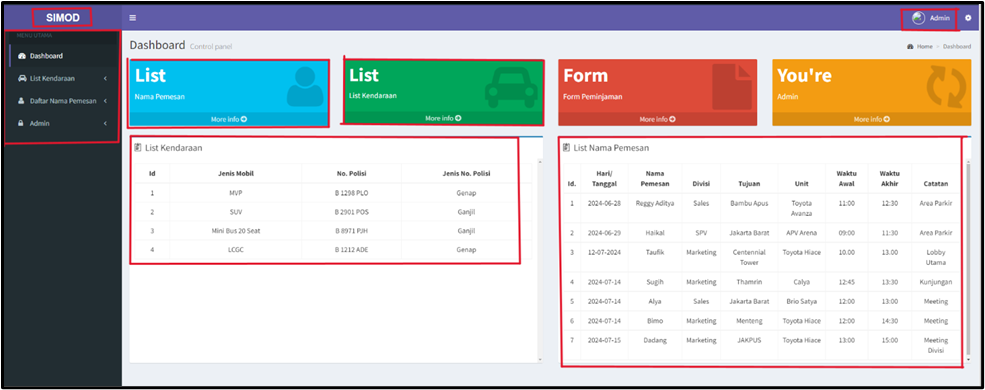 SIMOD
Admin
MENU UTAMA
Dashboard
List Kendaraan
Daftar Nama Pemesan
Admin
Dashboard Control panel
Home > Dashboard
List
Nama Pemesan
More info
List
List Kendaraan
More info
Form
Form Peminjaman
More info
You're
Admin
More info
List Kendaraan
Id Jenis Mobil No. Polisi Jenis No. Polisi
1 MVP B 1298 PLO Genap
2 SUV B 2901 POS Ganjil
3 Mini Bus 20 Seat B 8971 PJH Ganjil
4 LCGC B 1212 ADE Genap
List Nama Pemesan
Id. Hari/ Tanggal Nama Pemesan Divisi Tujuan Unit Waktu Awal Waktu Akhir Catatan
1 2024-06-28 Reggy Aditya Sales Bambu Apus Toyota Avanza 11:00 12:30 Area Parkir
2 2024-06-29 Haikal SPV Jakarta Barat APV Arena 09:00 11:30 Area Parkir
3 12-07-2024 Taufik Marketing Centennial Tower Toyota Hiace 10.00 13.00 Lobby Utama
4 2024-07-14 Sugih Marketing Thamrin Calya 12:45 13:30 Kunjungan
5 2024-07-14 Alya Sales Jakarta Barat Brio Satya 12:00 13:00 Meeting
6 2024-07-14 Bimo Marketing Menteng Toyota Hiace 12:00 14:30 Meeting
7 2024-07-15 Dadang Marketing JAKPUS Toyota Hiace 13:00 15:00 Meeting Divisi